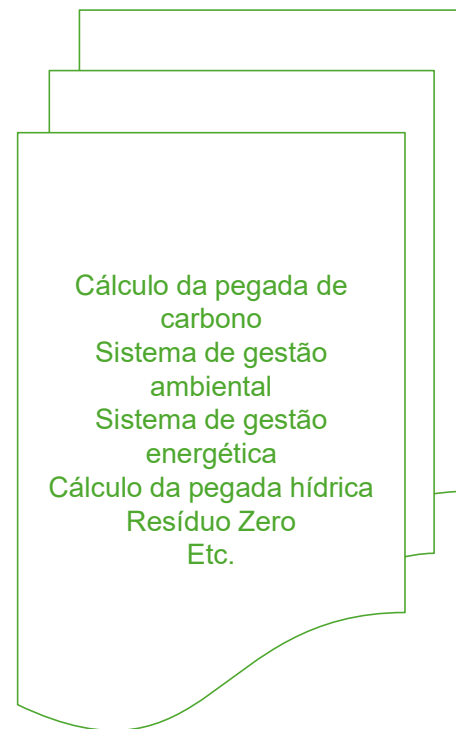 Cálculo da pegada de
carbono
Sistema de gestão
ambiental
Sistema de gestão
energética
Cálculo da pegada hídrica
Resíduo Zero
Etc.